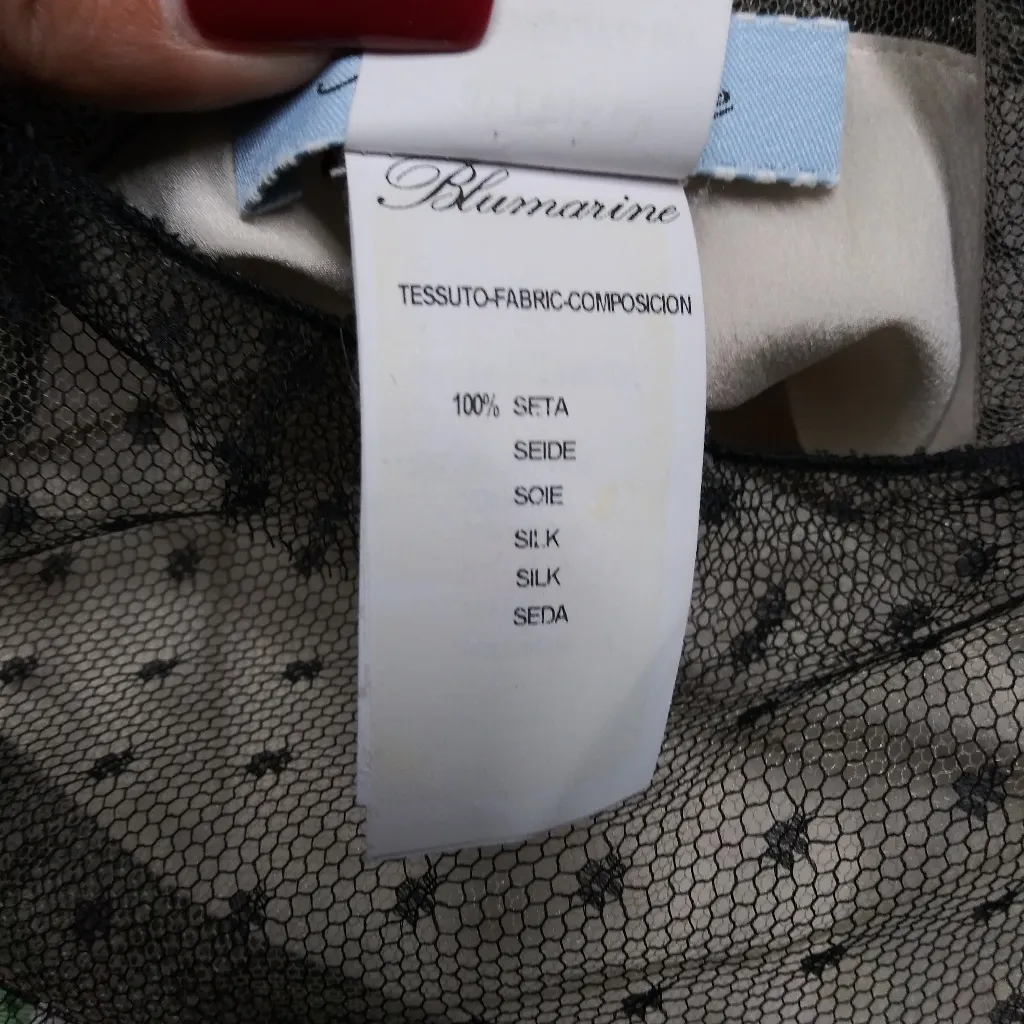 Blumarine
TESSUTO-FABRIC-COMPOSICION
100% SETA
SEIDE
SOIE
SILK
SILK
SEDA